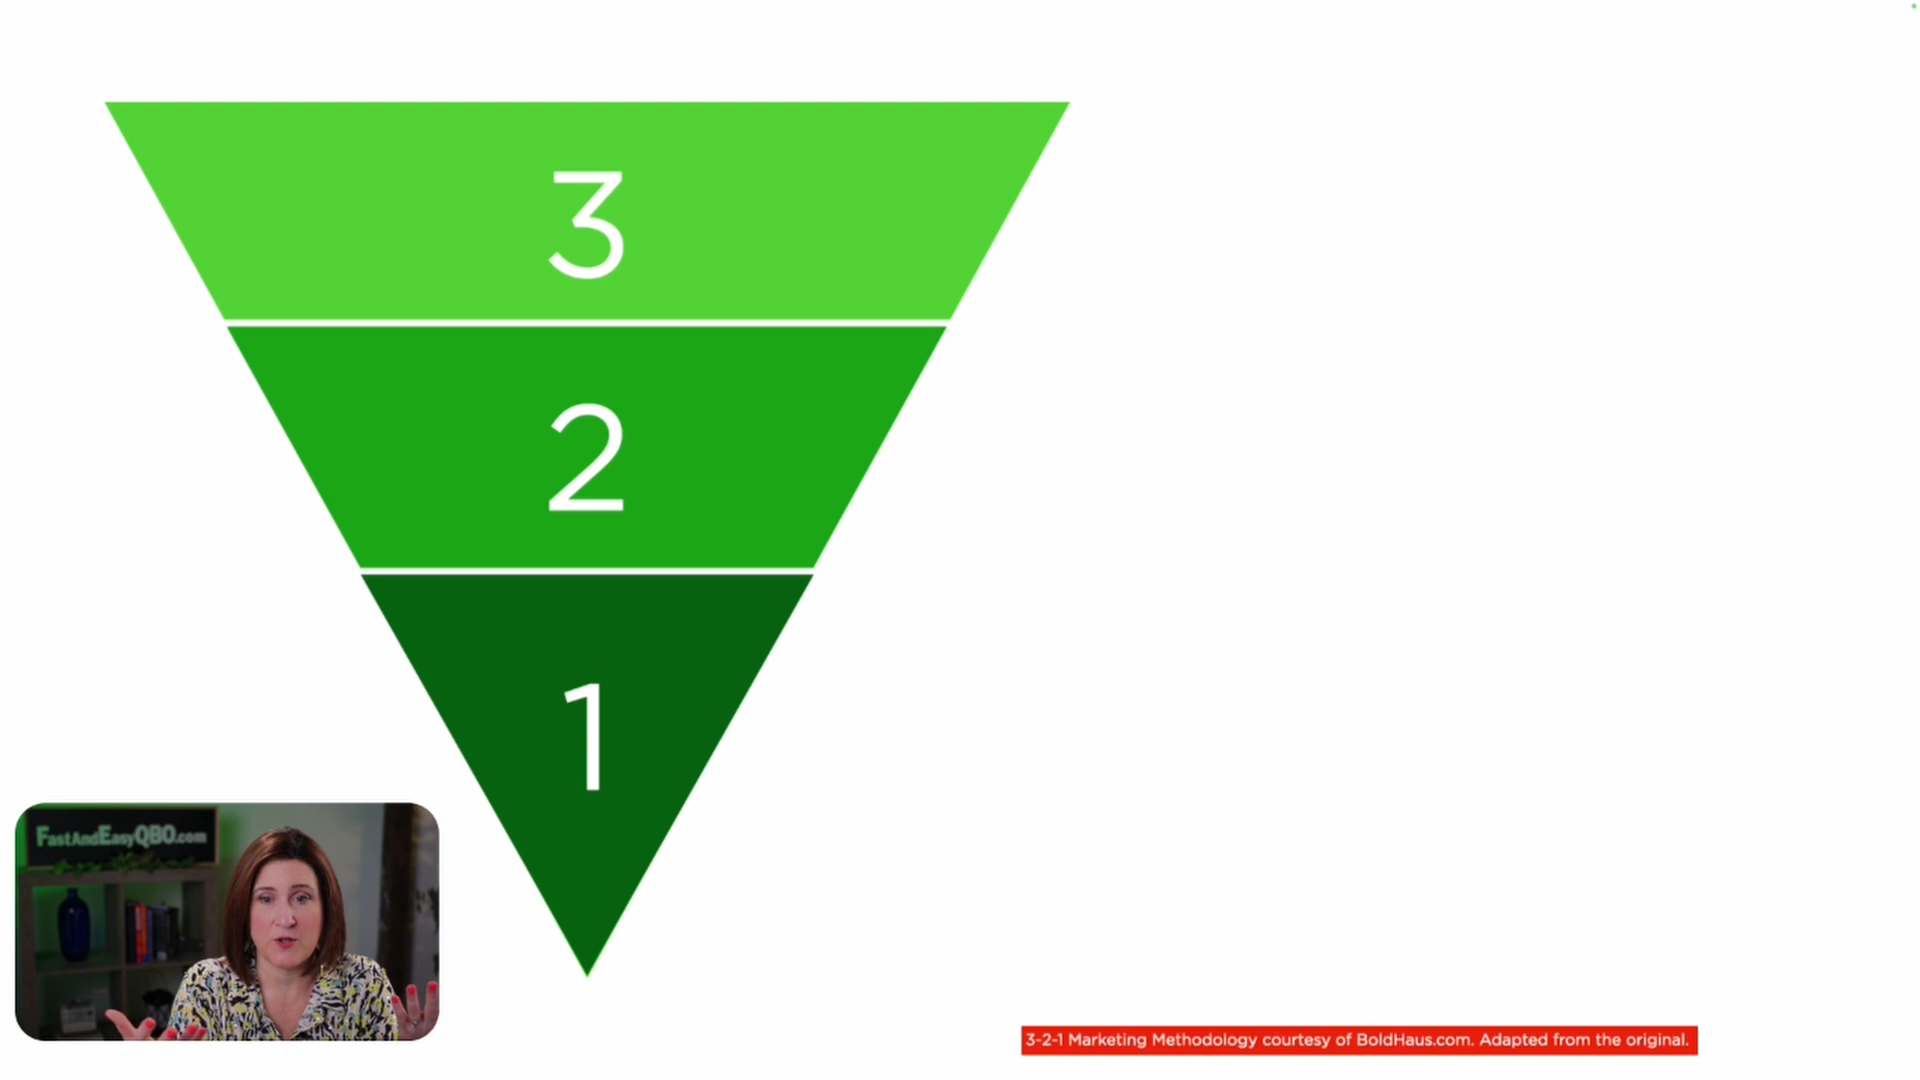 3
2
1
FastAndEasyQBO.com
3-2-1 Marketing Methodology courtesy of BoldHaus.com. Adapted from the original.